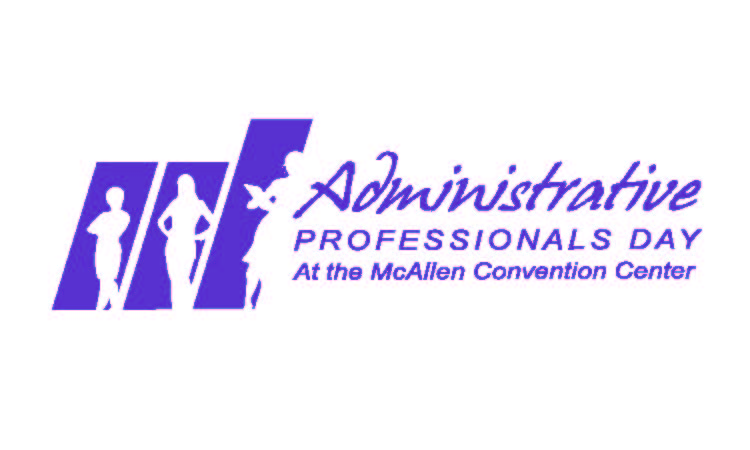 Administrative
PROFESSIONALS DAY
At the McAllen Convention Center